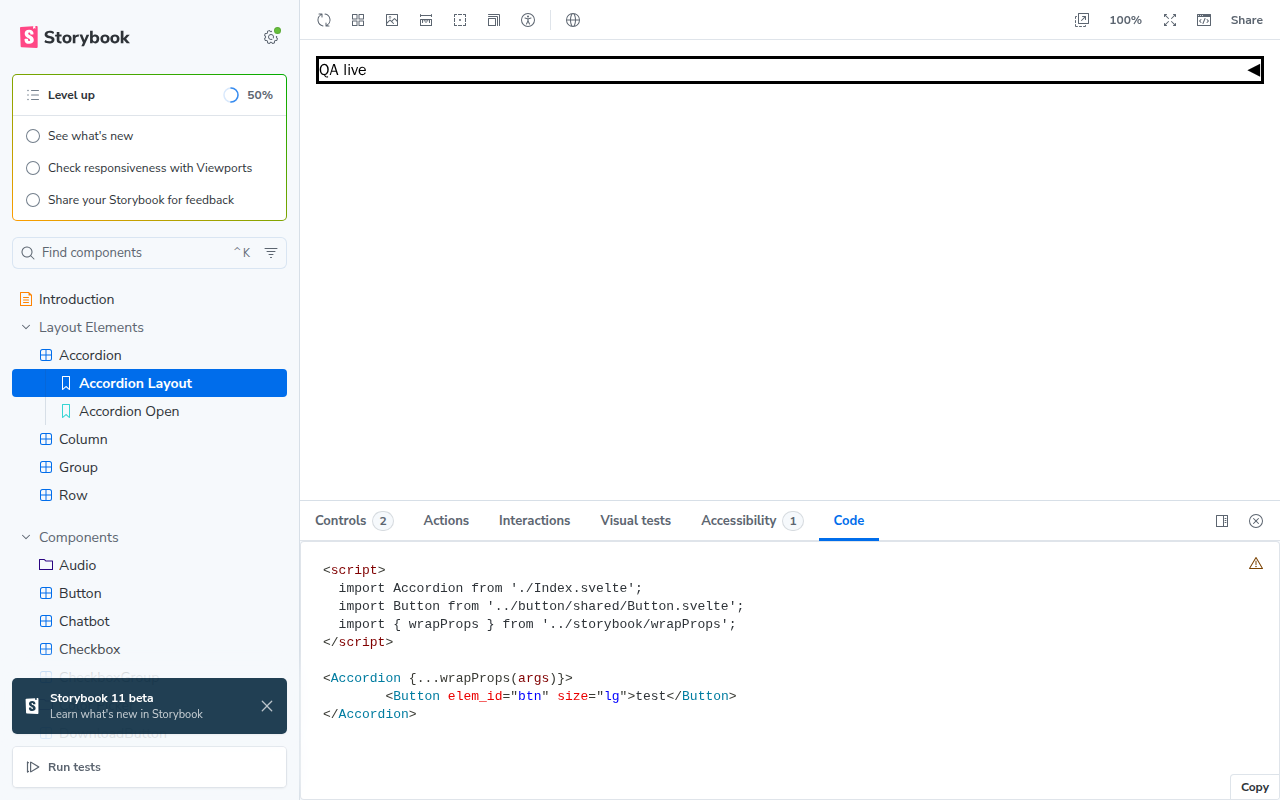 Storybook
Level up
50%
See what's new
Check responsiveness with Viewports
Share your Storybook for feedback
Find components
^ K
Introduction
Layout Elements
Accordion
Accordion Layout
Accordion Open
Column
Group
Row
Components
Audio
Button
Chatbot
Checkbox
CheckboxGroup
Storybook 11 beta
Learn what's new in Storybook
DownloadButton
Run tests
100%
Share
QA live
Controls 2
Actions
Interactions
Visual tests
Accessibility 1
Code
<script>
import Accordion from './Index.svelte';
import Button from '../button/shared/Button.svelte';
import { wrapProps } from '../storybook/wrapProps';
</script>
<Accordion {...wrapProps(args)}>
<Button elem_id="btn" size="lg">test</Button>
</Accordion>
Copy